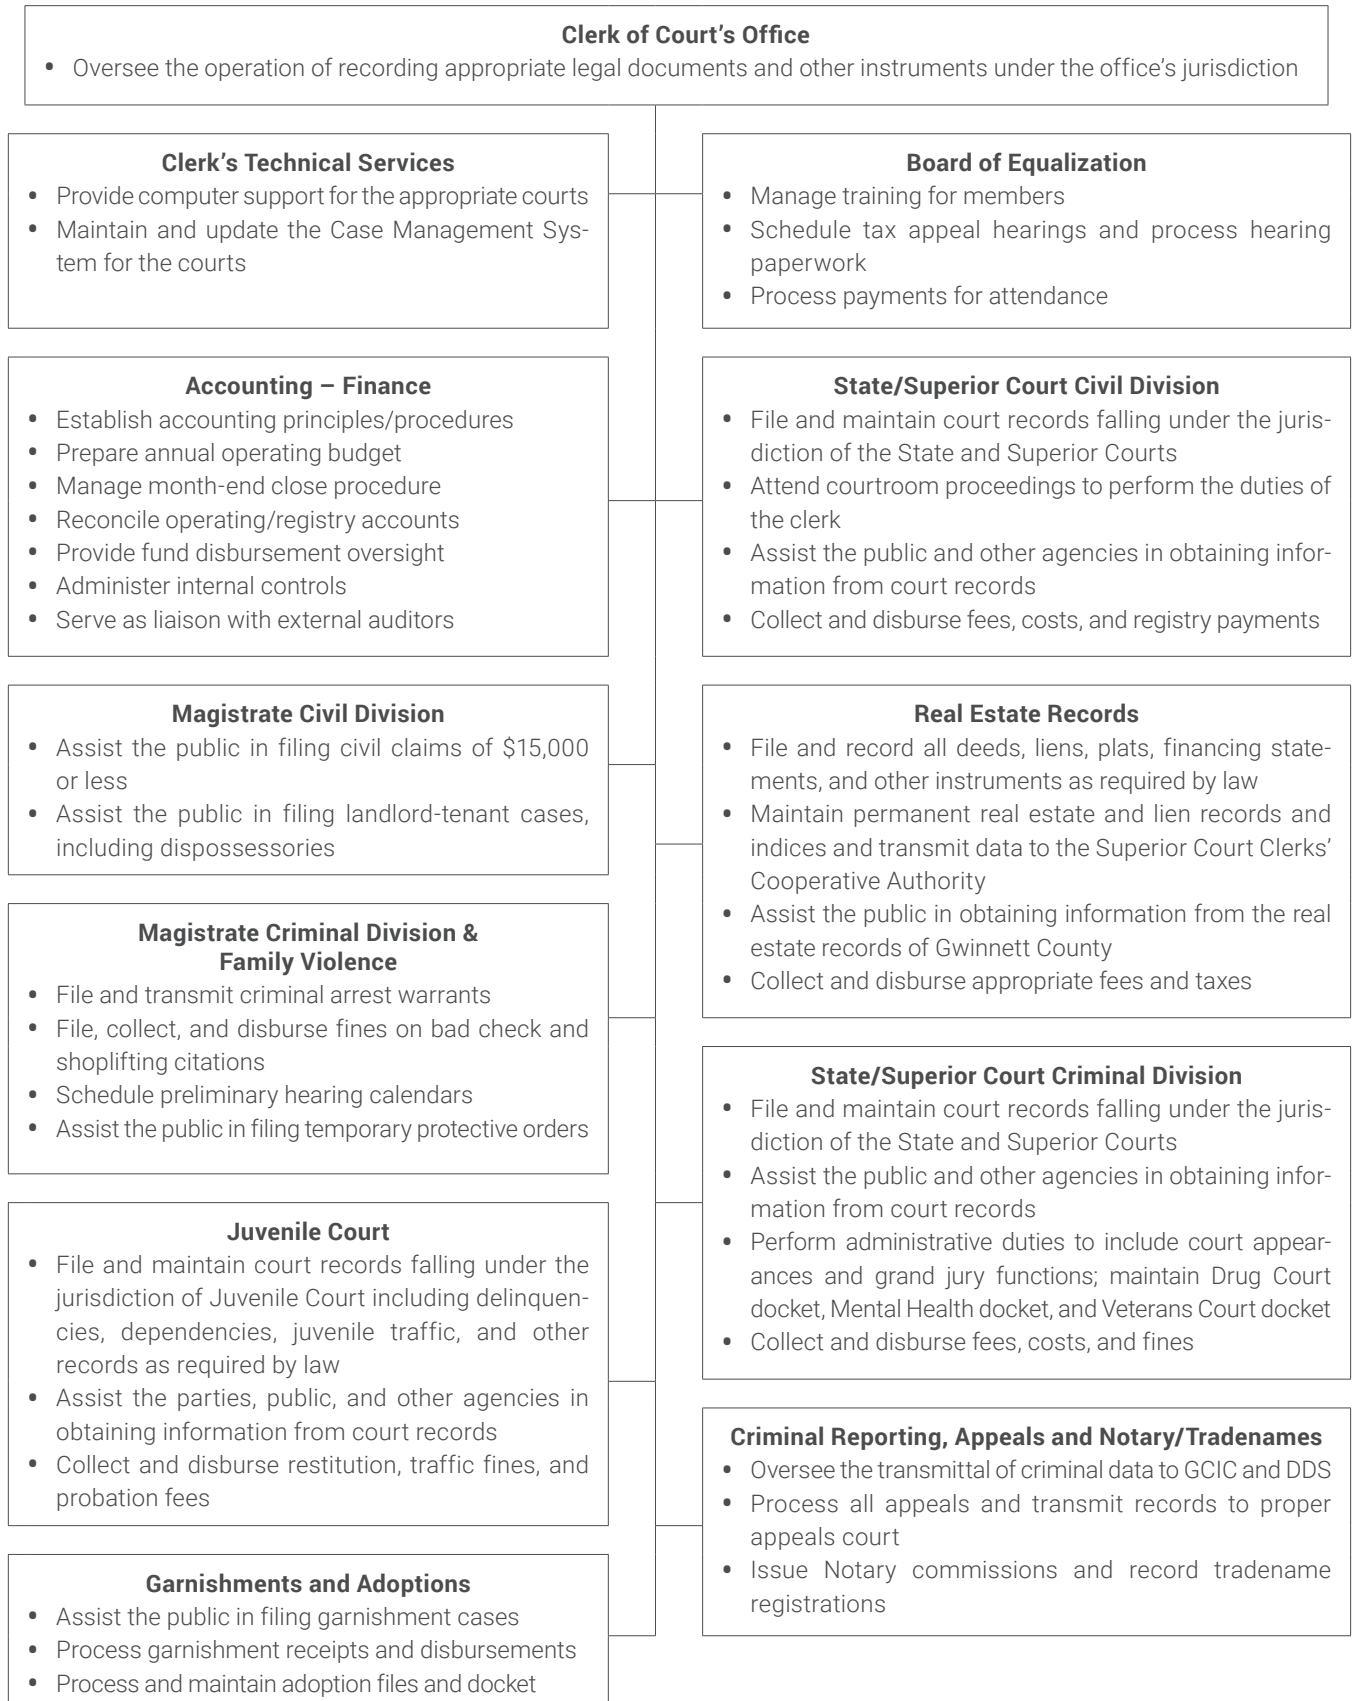 Clerk of Court’s Office
• Oversee the operation of recording appropriate legal documents and other instruments under the office’s jurisdiction
Clerk’s Technical Services
• Provide computer support for the appropriate courts
• Maintain and update the Case Management Sys-
tem for the courts
Board of Equalization
• Manage training for members
• Schedule tax appeal hearings and process hearing
paperwork
• Process payments for attendance
Accounting – Finance
• Establish accounting principles/procedures
• Prepare annual operating budget
• Manage month-end close procedure
• Reconcile operating/registry accounts
• Provide fund disbursement oversight
• Administer internal controls
• Serve as liaison with external auditors
State/Superior Court Civil Division
• File and maintain court records falling under the juris-
diction of the State and Superior Courts
• Attend courtroom proceedings to perform the duties of
the clerk
• Assist the public and other agencies in obtaining infor-
mation from court records
• Collect and disburse fees, costs, and registry payments
Magistrate Civil Division
• Assist the public in filing civil claims of $15,000
or less
• Assist the public in filing landlord-tenant cases,
including dispossessories
Real Estate Records
• File and record all deeds, liens, plats, financing state-
ments, and other instruments as required by law
• Maintain permanent real estate and lien records and
indices and transmit data to the Superior Court Clerks’
Cooperative Authority
• Assist the public in obtaining information from the real
estate records of Gwinnett County
• Collect and disburse appropriate fees and taxes
Magistrate Criminal Division &
Family Violence
• File and transmit criminal arrest warrants
• File, collect, and disburse fines on bad check and
shoplifting citations
• Schedule preliminary hearing calendars
• Assist the public in filing temporary protective orders
State/Superior Court Criminal Division
• File and maintain court records falling under the juris-
diction of the State and Superior Courts
• Assist the public and other agencies in obtaining infor-
mation from court records
• Perform administrative duties to include court appear-
ances and grand jury functions; maintain Drug Court
docket, Mental Health docket, and Veterans Court docket
• Collect and disburse fees, costs, and fines
Juvenile Court
• File and maintain court records falling under the
jurisdiction of Juvenile Court including delinquen-
cies, dependencies, juvenile traffic, and other
records as required by law
• Assist the parties, public, and other agencies in
obtaining information from court records
• Collect and disburse restitution, traffic fines, and
probation fees
Criminal Reporting, Appeals and Notary/Tradenames
• Oversee the transmittal of criminal data to GCIC and DDS
• Process all appeals and transmit records to proper
appeals court
• Issue Notary commissions and record tradename
registrations
Garnishments and Adoptions
• Assist the public in filing garnishment cases
• Process garnishment receipts and disbursements
• Process and maintain adoption files and docket